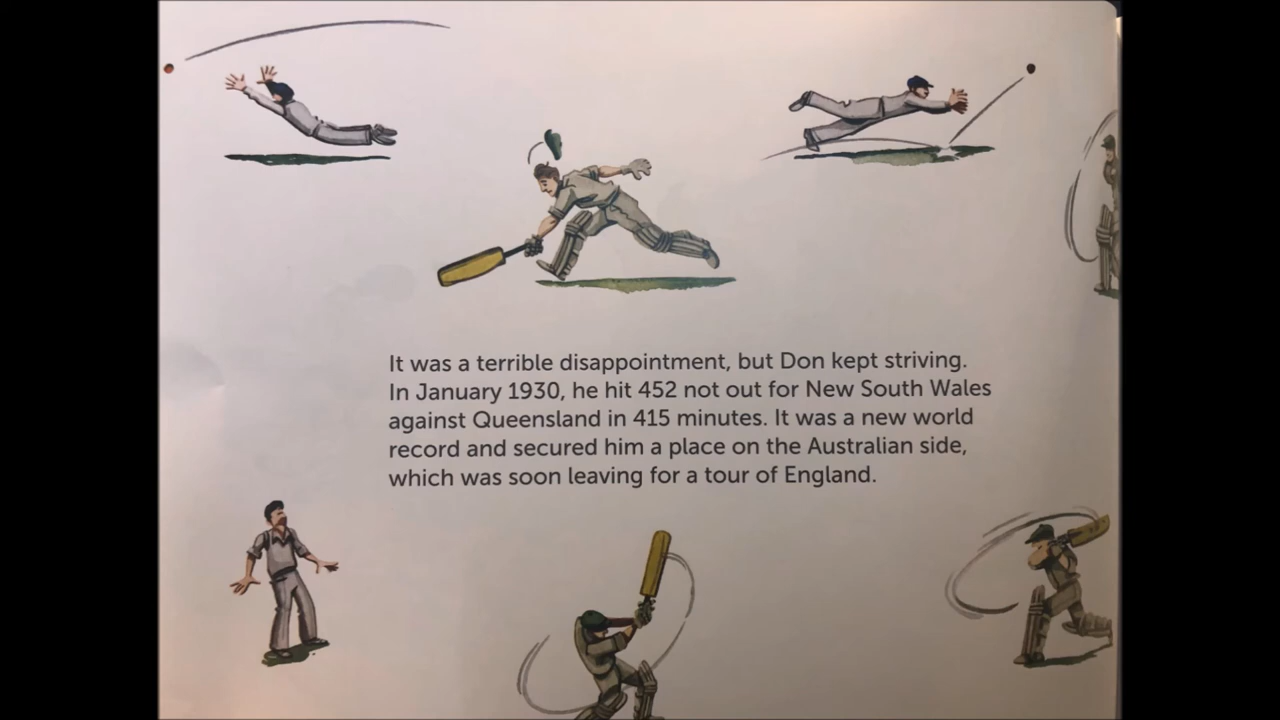 It was a terrible disappointment, but Don kept striving.
In January 1930, he hit 452 not out for New South Wales
against Queensland in 415 minutes. It was a new world
record and secured him a place on the Australian side,
which was soon leaving for a tour of England.